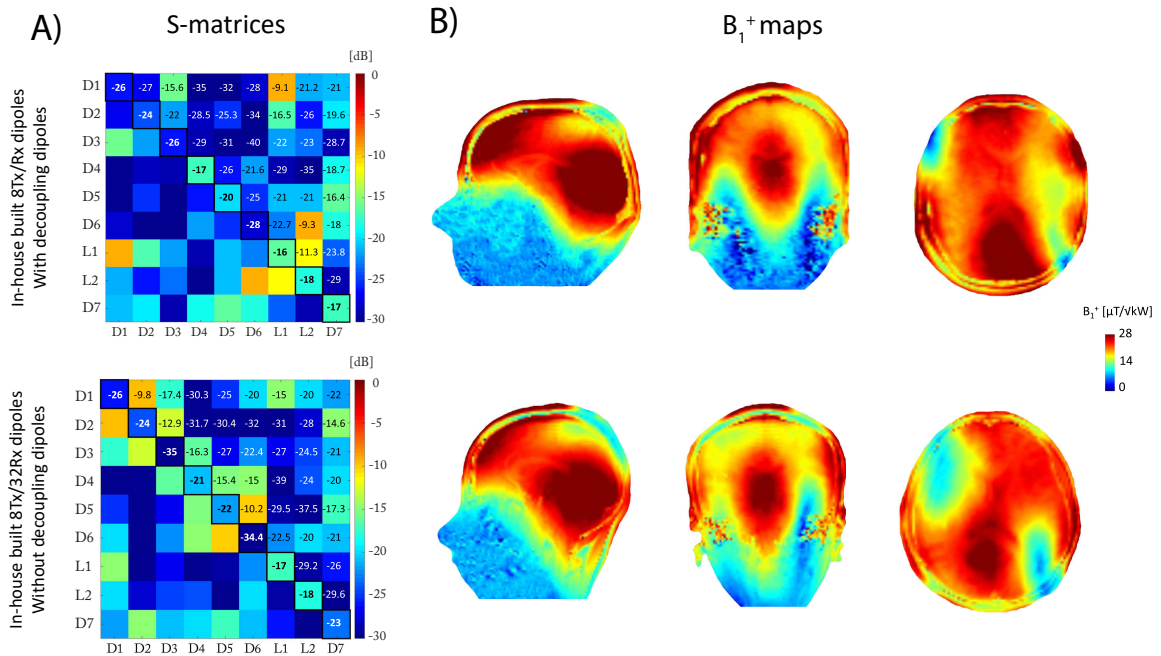 A)
S-matrices
B)
B₁⁺ maps
In-house built 8Tx/Rx dipoles
With decoupling dipoles
[dB]
D1 -26 -27 -15.6 -35 -32 -28 -9.1 -21.2 -21 0
D2 -24 -22 -28.5 -25.3 -34 -16.5 -26 -19.6 -5
D3 -26 -29 -31 -40 -22 -23 -28.7 -10
D4 -17 -26 -21.6 -29 -35 -18.7
D5 -20 -25 -21 -21 -16.4 -15
D6 -28 -22.7 -9.3 -18 -20
L1 -16 -11.3 -23.8
L2 -18 -29 -25
D7 -17 -30
D1 D2 D3 D4 D5 D6 L1 L2 D7
B₁⁺ [µT/√kW]
28
14
0
In-house built 8Tx/32Rx dipoles
Without decoupling dipoles
[dB]
D1 -26 -9.8 -17.4 -30.3 -25 -20 -15 -20 -22 0
D2 -24 -12.9 -31.7 -30.4 -32 -31 -28 -14.6 -5
D3 -35 -16.3 -27 -22.4 -27 -24.5 -21 -10
D4 -21 -15.4 -15 -39 -24 -20
D5 -22 -10.2 -29.5 -37.5 -17.3 -15
D6 -34.4 -22.5 -20 -21 -20
L1 -17 -29.2 -26
L2 -18 -29.6 -25
D7 -23 -30
D1 D2 D3 D4 D5 D6 L1 L2 D7